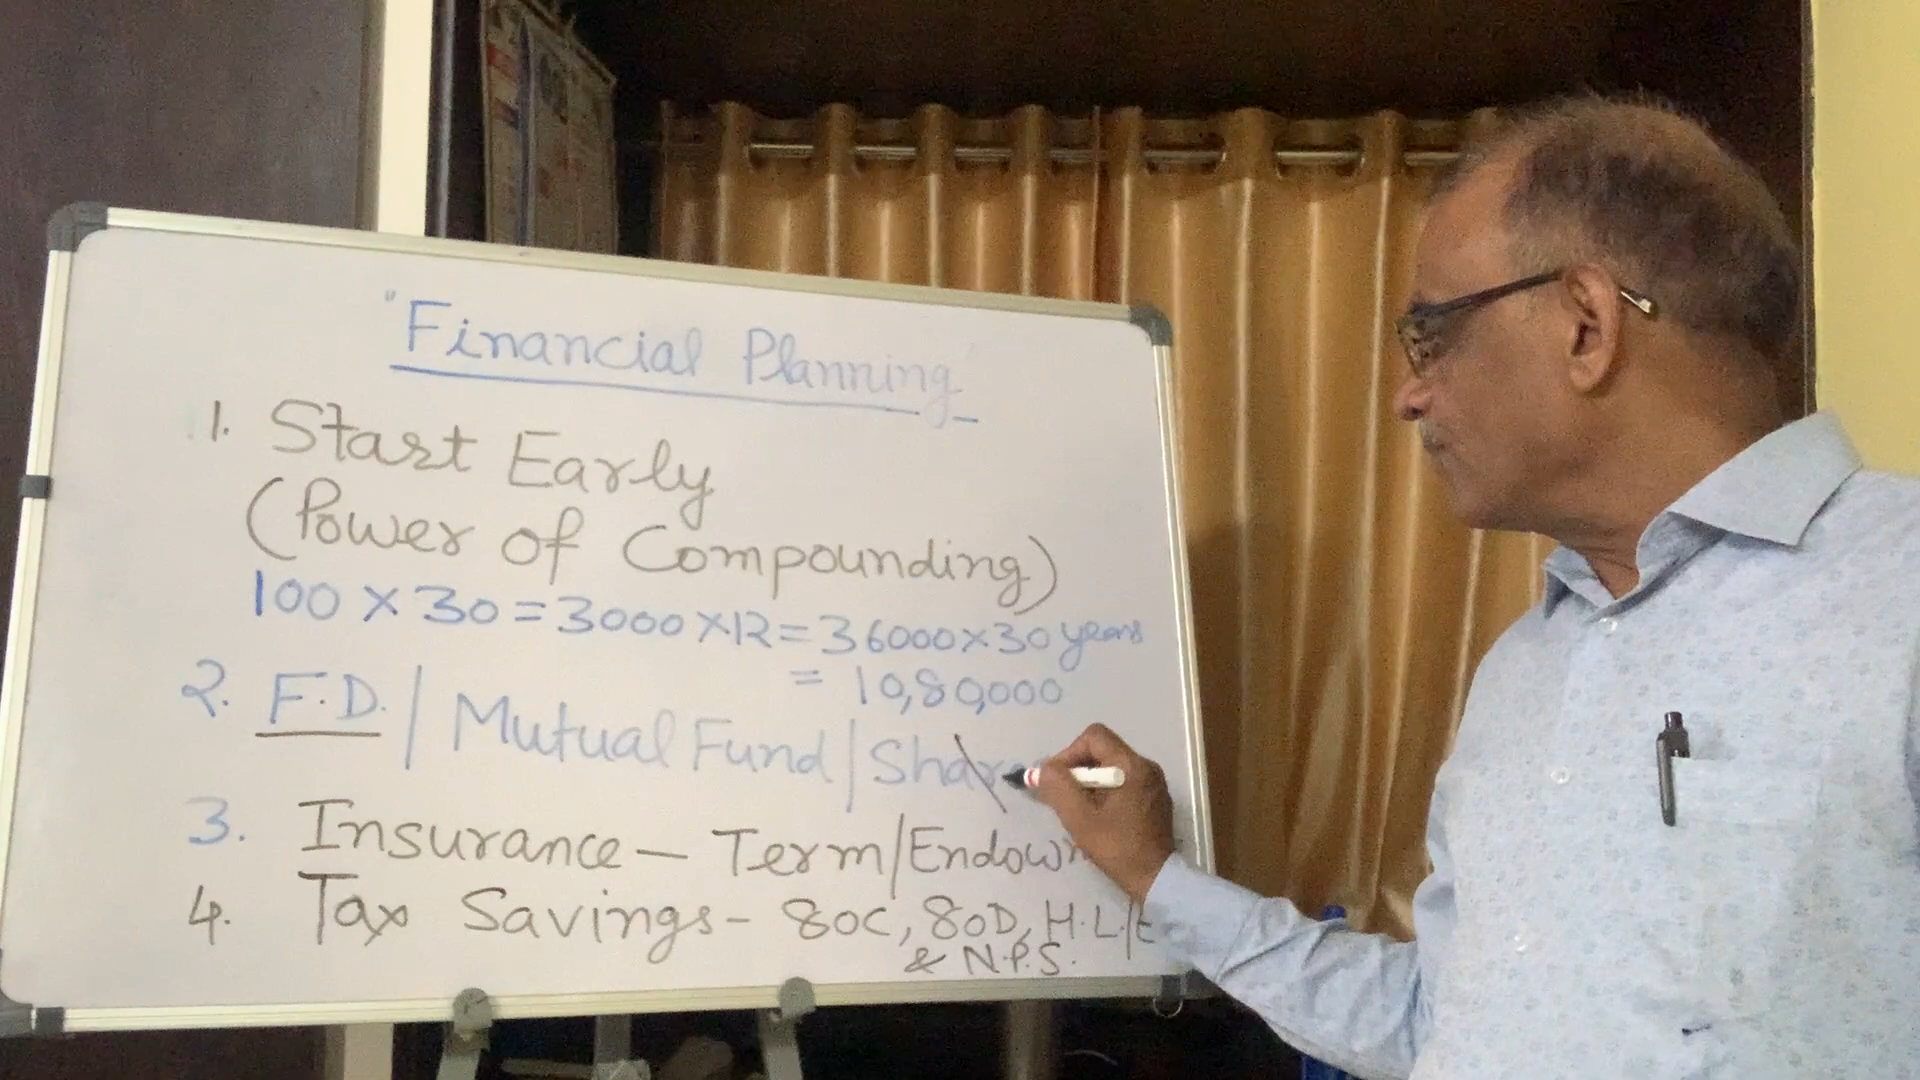 "Financial Planning"
1. Start Early
(Power of Compounding)
100 × 30 = 3000 × 12 = 36000 × 30 years
= 10,80,000
2. F.D. / Mutual Fund / Shar
3. Insurance – Term/Endow
4. Tax Savings - 80C, 80D, H.L/E
& N.P.S.